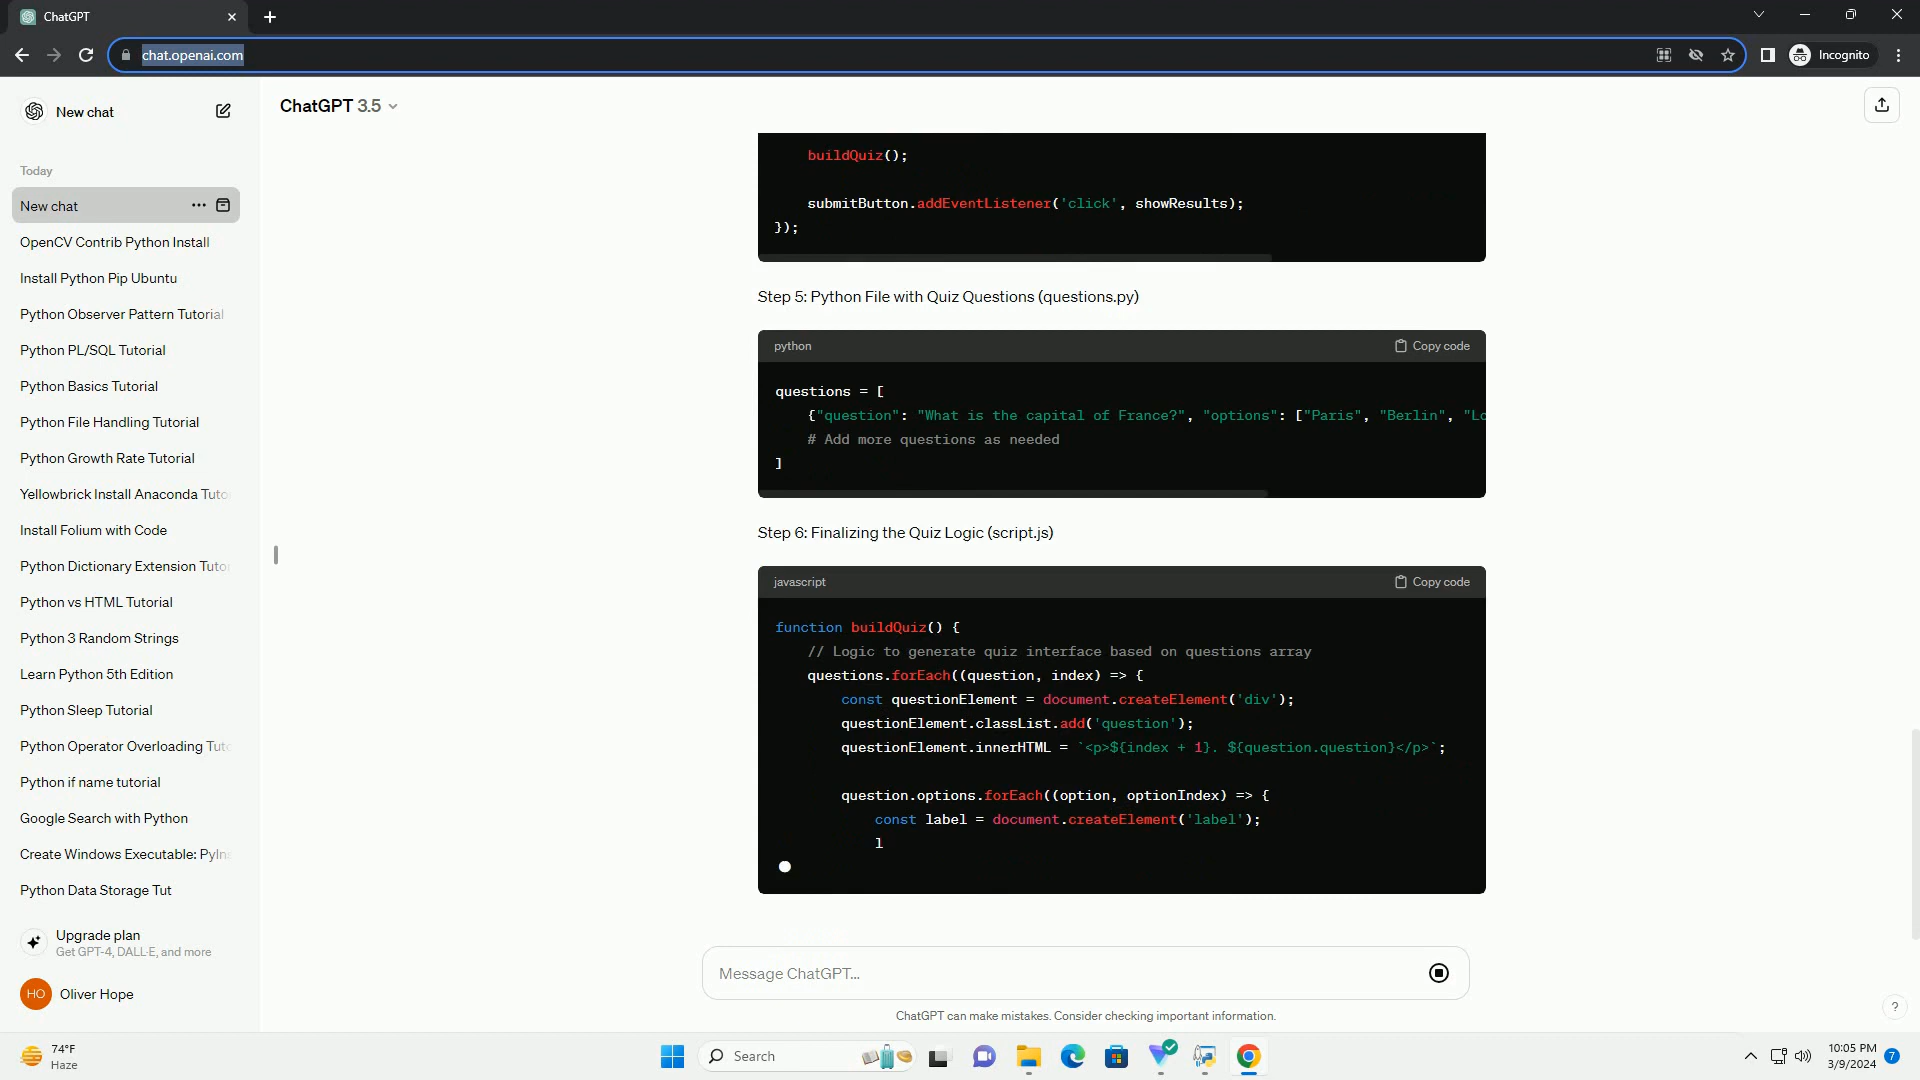 ChatGPT
chat.openai.com
Incognito
New chat
ChatGPT 3.5
Today
New chat
OpenCV Contrib Python Install
Install Python Pip Ubuntu
Python Observer Pattern Tutorial
Python PL/SQL Tutorial
Python Basics Tutorial
Python File Handling Tutorial
Python Growth Rate Tutorial
Yellowbrick Install Anaconda Tuto
Install Folium with Code
Python Dictionary Extension Tuto
Python vs HTML Tutorial
Python 3 Random Strings
Learn Python 5th Edition
Python Sleep Tutorial
Python Operator Overloading Tuto
Python if name tutorial
Google Search with Python
Create Windows Executable: PyIns
Python Data Storage Tut
Upgrade plan
Get GPT-4, DALL·E, and more
HO
Oliver Hope
buildQuiz();
submitButton.addEventListener('click', showResults);
});
Step 5: Python File with Quiz Questions (questions.py)
python
Copy code
questions = [
{"question": "What is the capital of France?", "options": ["Paris", "Berlin", "Lo
# Add more questions as needed
]
Step 6: Finalizing the Quiz Logic (script.js)
javascript
Copy code
function buildQuiz() {
// Logic to generate quiz interface based on questions array
questions.forEach((question, index) => {
const questionElement = document.createElement('div');
questionElement.classList.add('question');
questionElement.innerHTML = `<p>${index + 1}. ${question.question}</p>`;
question.options.forEach((option, optionIndex) => {
const label = document.createElement('label');
l
Message ChatGPT...
ChatGPT can make mistakes. Consider checking important information.
?
74°F
Haze
Search
10:05 PM
3/9/2024
7